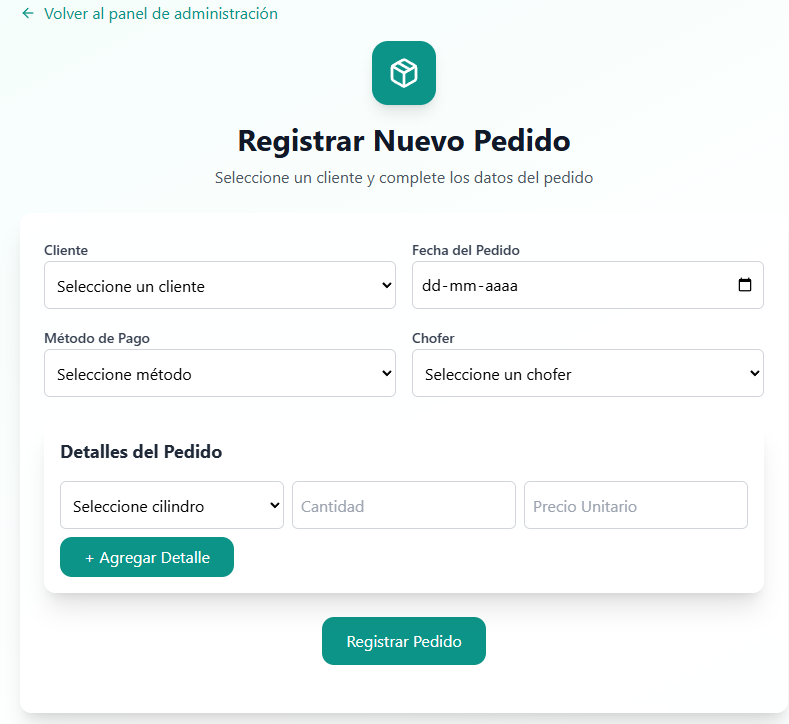 Volver al panel de administración
Registrar Nuevo Pedido
Seleccione un cliente y complete los datos del pedido
Cliente
Fecha del Pedido
Seleccione un cliente
dd-mm-aaaa
Método de Pago
Chofer
Seleccione método
Seleccione un chofer
Detalles del Pedido
Seleccione cilindro
Cantidad
Precio Unitario
+ Agregar Detalle
Registrar Pedido